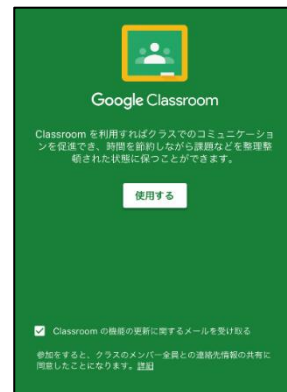 Google Classroom
Classroom を利用すればクラスでのコミュニケーショ
ンを促進でき、時間を節約しながら課題などを整理整
頓された状態に保つことができます。
使用する
Classroom の機能の更新に関するメールを受け取る
参加をすると、クラスのメンバー全員との連絡先情報の共有に
同意したことになります。詳細